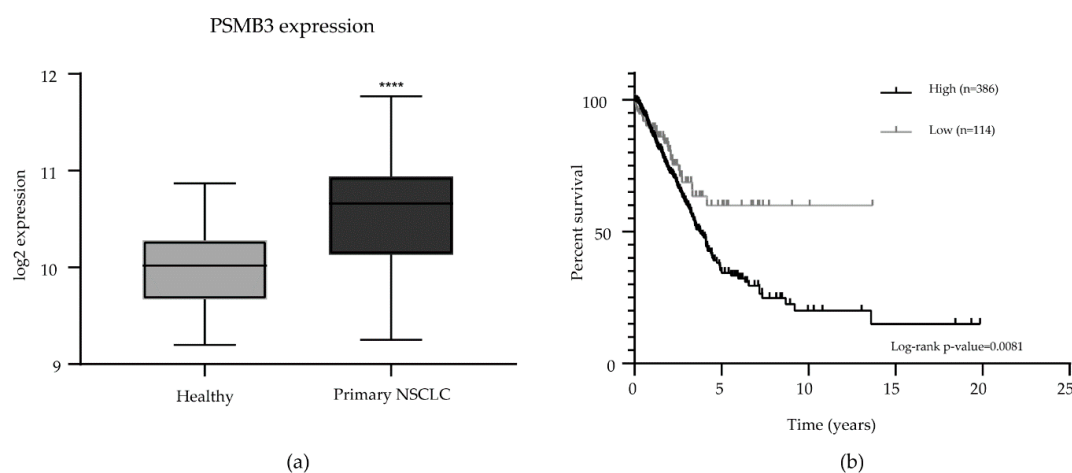 PSMB3 expression
12
11
10
9
log2 expression
****
Healthy
Primary NSCLC
(a)
100
50
0
Percent survival
High (n=386)
Low (n=114)
Log-rank p-value=0.0081
0
5
10
15
20
25
Time (years)
(b)